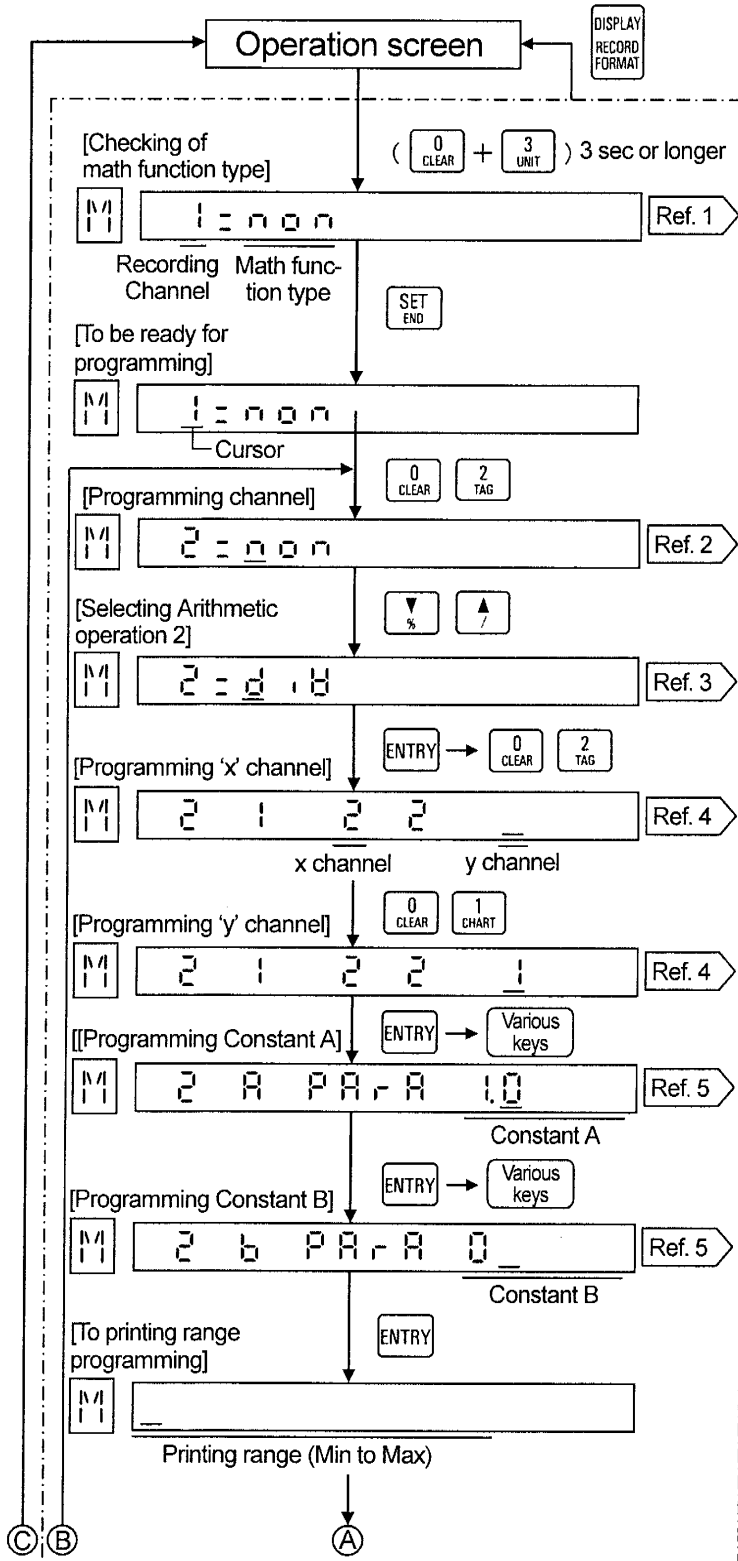 DISPLAY
RECORD
FORMAT
Operation screen
[Checking of
math function type]
( 0 CLEAR + 3 UNIT ) 3 sec or longer
M 1=non Ref. 1
Recording Math func-
Channel tion type
SET
END
[To be ready for
programming]
M 1=non
Cursor
0 CLEAR 2 TAG
[Programming channel]
M 2=non Ref. 2
[Selecting Arithmetic
operation 2]
▼ % ▲ /
M 2=d i Ref. 3
ENTRY → 0 CLEAR 2 TAG
[Programming ‘x’ channel]
M 2 1 2 2 _ Ref. 4
x channel y channel
0 CLEAR 1 CHART
[Programming ‘y’ channel]
M 2 1 2 2 1 Ref. 4
[[Programming Constant A]
ENTRY → Various
keys
M 2 A PArA 1.0 Ref. 5
Constant A
ENTRY → Various
keys
[Programming Constant B]
M 2 b PArA 0_ Ref. 5
Constant B
[To printing range
programming]
ENTRY
M _
Printing range (Min to Max)
C B A